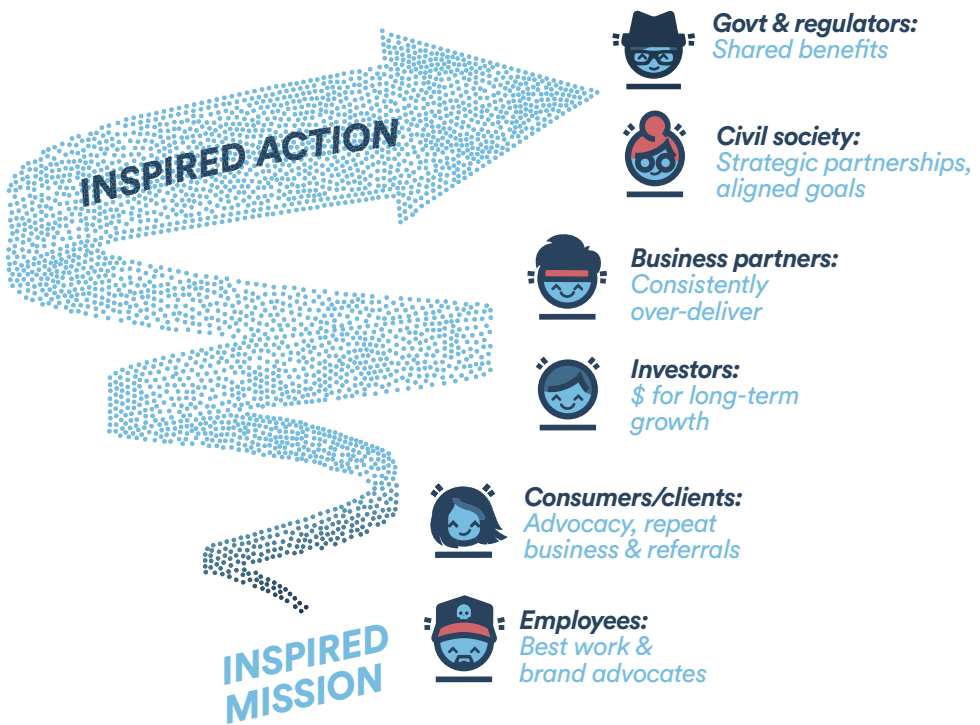 Govt & regulators:
Shared benefits
INSPIRED ACTION
Civil society:
Strategic partnerships,
aligned goals
Business partners:
Consistently
over-deliver
Investors:
$ for long-term
growth
Consumers/clients:
Advocacy, repeat
business & referrals
Employees:
Best work &
brand advocates
INSPIRED
MISSION